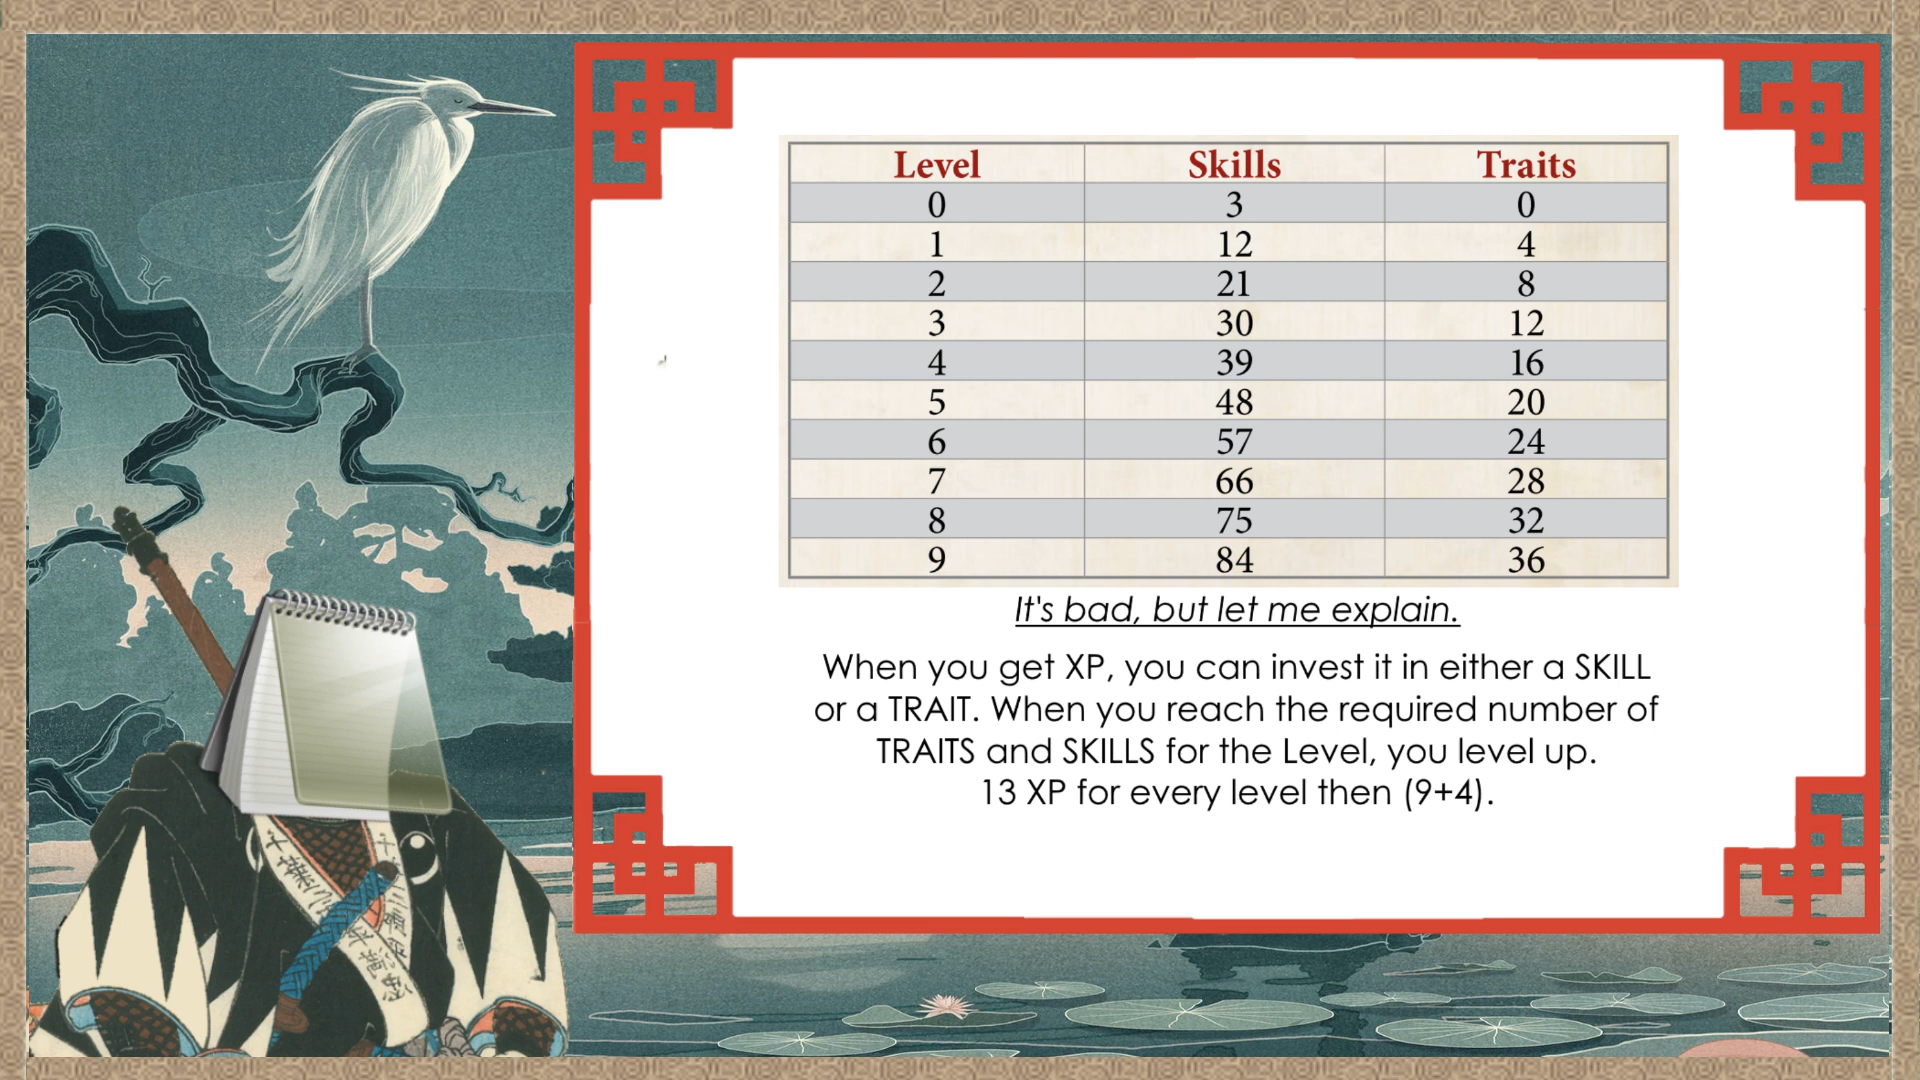 Level Skills Traits
0 3 0
1 12 4
2 21 8
3 30 12
4 39 16
5 48 20
6 57 24
7 66 28
8 75 32
9 84 36
It's bad, but let me explain.
When you get XP, you can invest it in either a SKILL
or a TRAIT. When you reach the required number of
TRAITS and SKILLS for the Level, you level up.
13 XP for every level then (9+4).